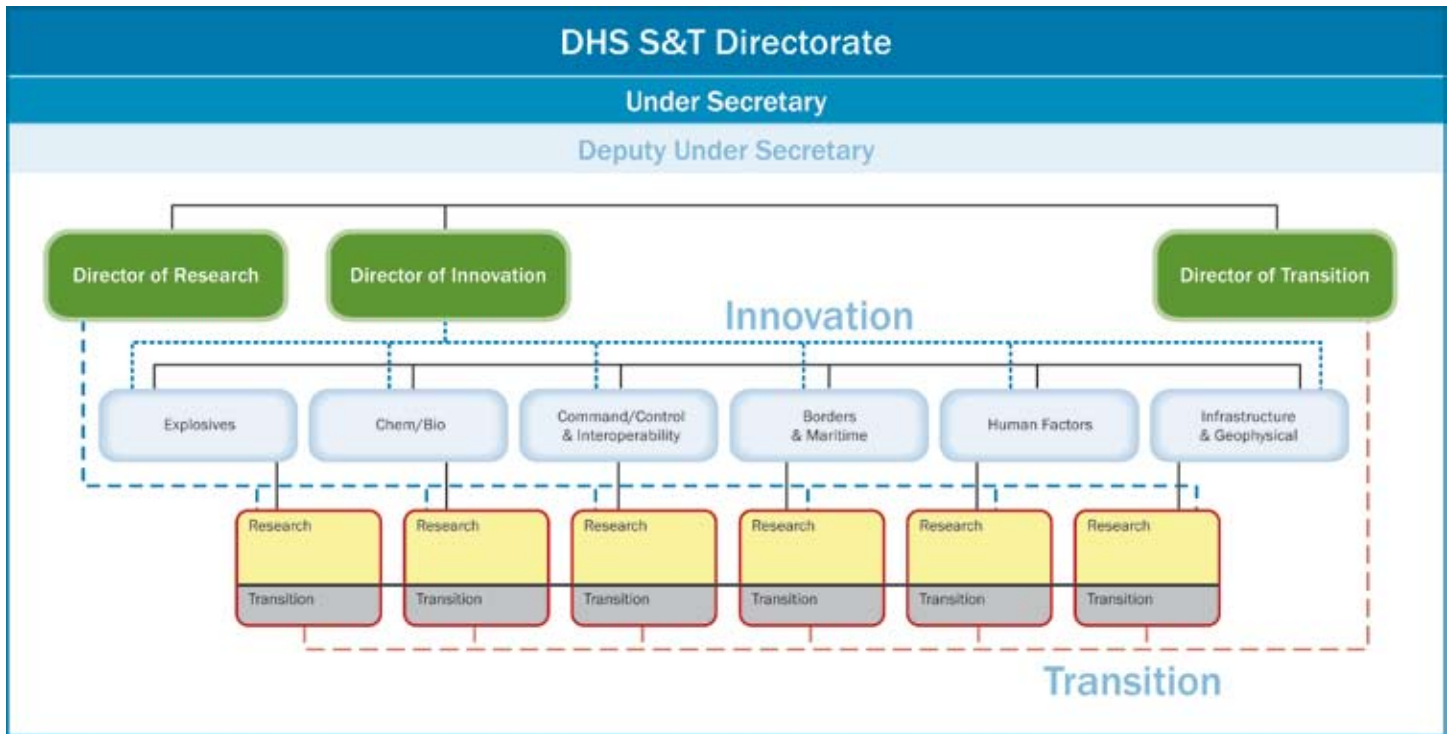 DHS S&T Directorate
Under Secretary
Deputy Under Secretary
Director of Research
Director of Innovation
Director of Transition
Innovation
Explosives
Chem/Bio
Command/Control
& Interoperability
Borders
& Maritime
Human Factors
Infrastructure
& Geophysical
Research
Research
Research
Research
Research
Research
Transition
Transition
Transition
Transition
Transition
Transition
Transition